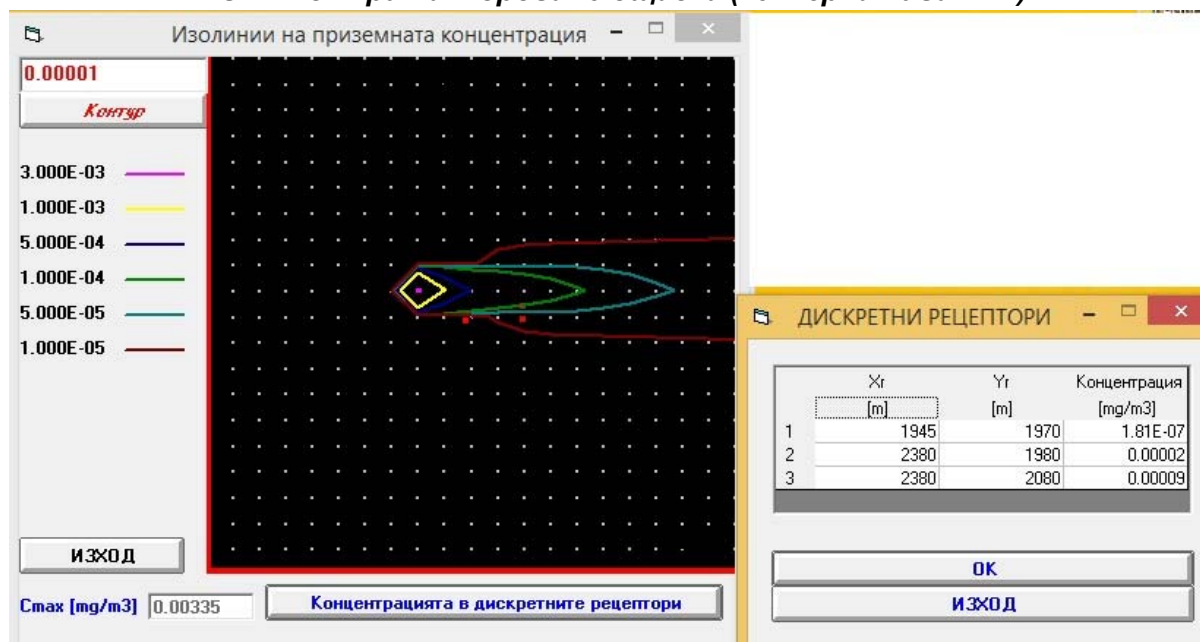 Изолинии на приземната концентрация
0.00001
Контур
3.000E-03
1.000E-03
5.000E-04
1.000E-04
5.000E-05
1.000E-05
ИЗХОД
Cmax [mg/m3] 0.00335
Концентрацията в дискретните рецептори
ДИСКРЕТНИ РЕЦЕПТОРИ
Xr Yr Концентрация
[m] [m] [mg/m3]
1 1945 1970 1.81E-07
2 2380 1980 0.00002
3 2380 2080 0.00009
OK
ИЗХОД